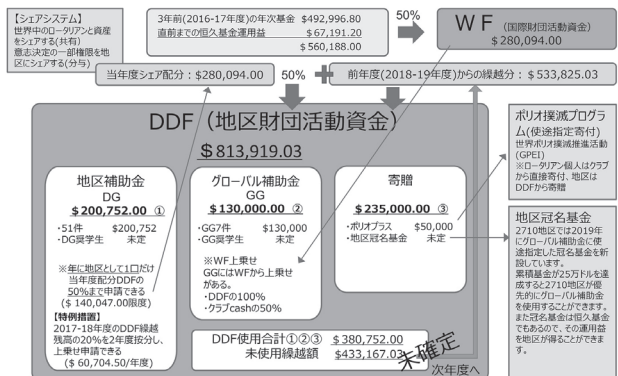 【シェアシステム】
世界中のロータリアンと資産
をシェアする(共有)
意志決定の一部権限を地
区にシェアする(分与)
3年前(2016-17年度)の年次基金 $492,996.80
直前までの恒久基金運用益 $67,191.20
$560,188.00
50%
WF (国際財団活動資金)
$280,094.00
当年度シェア配分：$280,094.00
50%
前年度(2018-19年度)からの繰越分：$533,825.03
DDF（地区財団活動資金）
$813,919.03
地区補助金
DG
$200,752.00 ①
・51件 $200,752
・DG奨学生 未定
※年に地区として1口だけ
当年度配分DDFの
50%まで申請できる
($ 140,047.00限度)
【特例措置】
2017-18年度のDDF繰越
残高の20%を2年度按分し、
上乗せ申請できる
($ 60,704.50/年度)
グローバル補助金
GG
$130,000.00 ②
・GG7件 $130,000
・GG奨学生 未定
※WF上乗せ
GGにはWFから上乗せ
がある。
・DDFの100%
・クラブcashの50%
寄贈
$235,000.00 ③
・ポリオプラス $50,000
・地区冠名基金 未定
DDF使用合計①②③ $380,752.00
未使用繰越額 $433,167.03
未確定
次年度へ
ポリオ撲滅プログラ
ム(使途指定寄付)
世界ポリオ撲滅推進活動
(GPEI)
※ロータリアン個人はクラブ
から直接寄付、地区は
DDFから寄贈
地区冠名基金
2710地区では2019年
にグローバル補助金に使
途指定した冠名基金を新
設しています。
累積基金が25万ドルを達
成すると2710地区が優
先的にグローバル補助金
を使用することができます。
また冠名基金は恒久基金
でもあるので、その運用益
を地区が得ることができま
す。